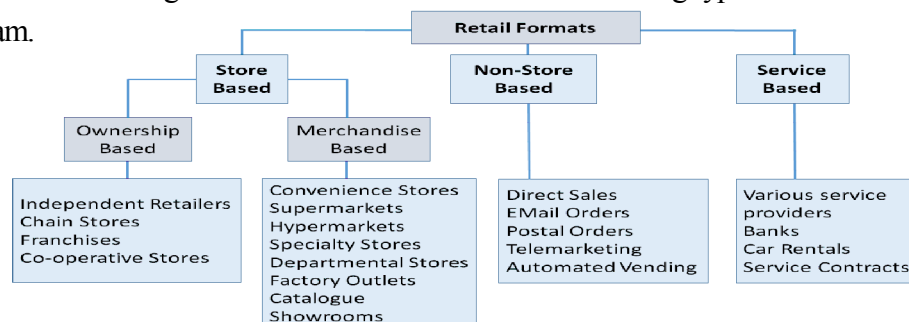 am.
Retail Formats
Store
Based
Non-Store
Based
Service
Based
Ownership
Based
Merchandise
Based
Independent Retailers
Chain Stores
Franchises
Co-operative Stores
Convenience Stores
Supermarkets
Hypermarkets
Specialty Stores
Departmental Stores
Factory Outlets
Catalogue
Showrooms
Direct Sales
EMail Orders
Postal Orders
Telemarketing
Automated Vending
Various service
providers
Banks
Car Rentals
Service Contracts